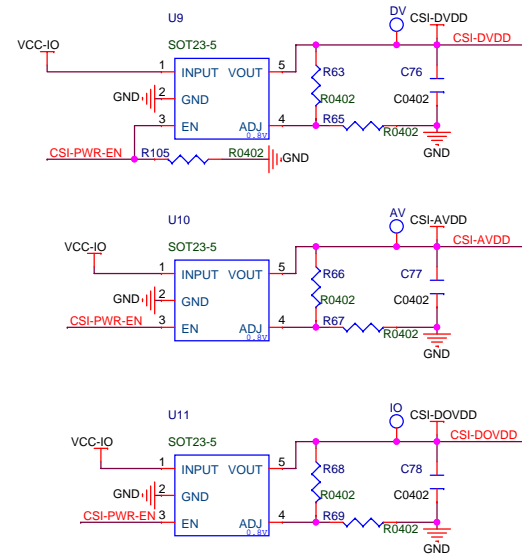 U9
DV
CSI-DVDD
CSI-DVDD
VCC-IO
SOT23-5
1 INPUT VOUT 5
R63
C76
GND 2 GND
R0402
C0402
3 EN ADJ 4
0.8V
R65
R0402
CSI-PWR-EN
R105
R0402
GND
GND
U10
AV
CSI-AVDD
CSI-AVDD
VCC-IO
SOT23-5
1 INPUT VOUT 5
R66
C77
GND 2 GND
R0402
C0402
CSI-PWR-EN 3 EN ADJ 4
0.8V
R67
R0402
GND
U11
IO
CSI-DOVDD
CSI-DOVDD
VCC-IO
SOT23-5
1 INPUT VOUT 5
R68
C78
GND 2 GND
R0402
C0402
CSI-PWR-EN 3 EN ADJ 4
0.8V
R69
R0402
GND